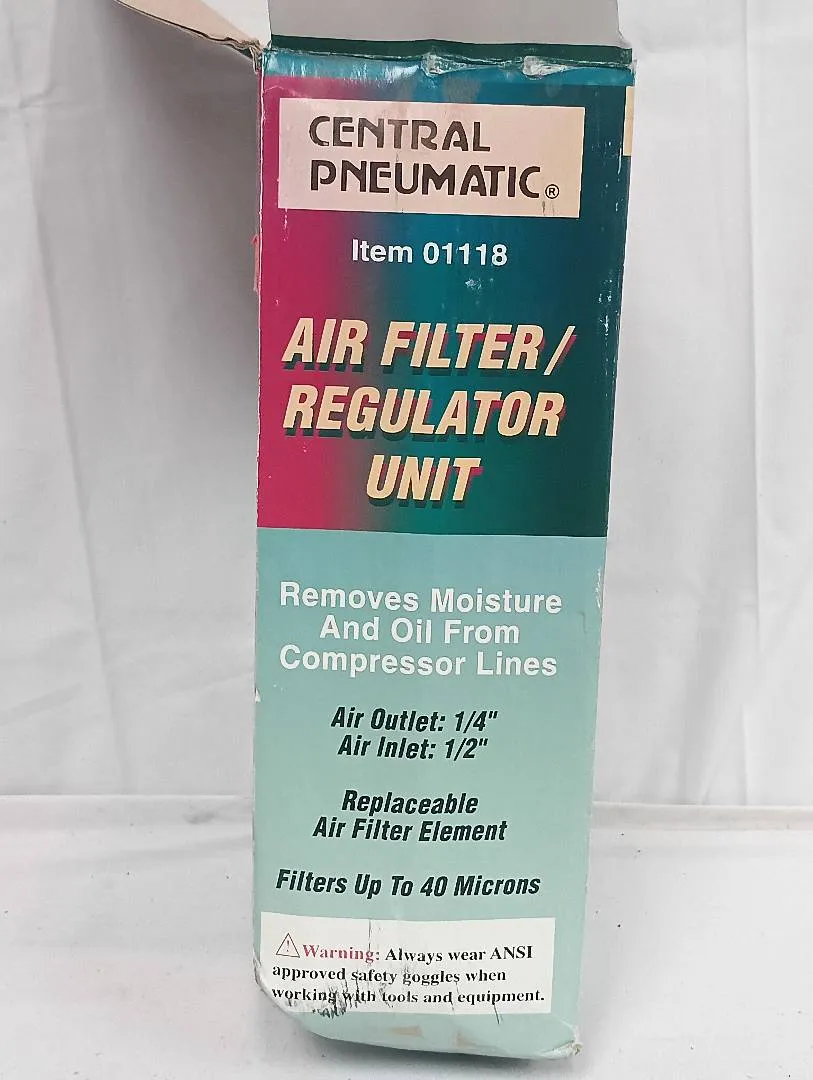 CENTRAL
PNEUMATIC®
Item 01118
AIR FILTER/
REGULATOR
UNIT
Removes Moisture
And Oil From
Compressor Lines
Air Outlet: 1/4"
Air Inlet: 1/2"
Replaceable
Air Filter Element
Filters Up To 40 Microns
Warning: Always wear ANSI
approved safety goggles when
working with tools and equipment.